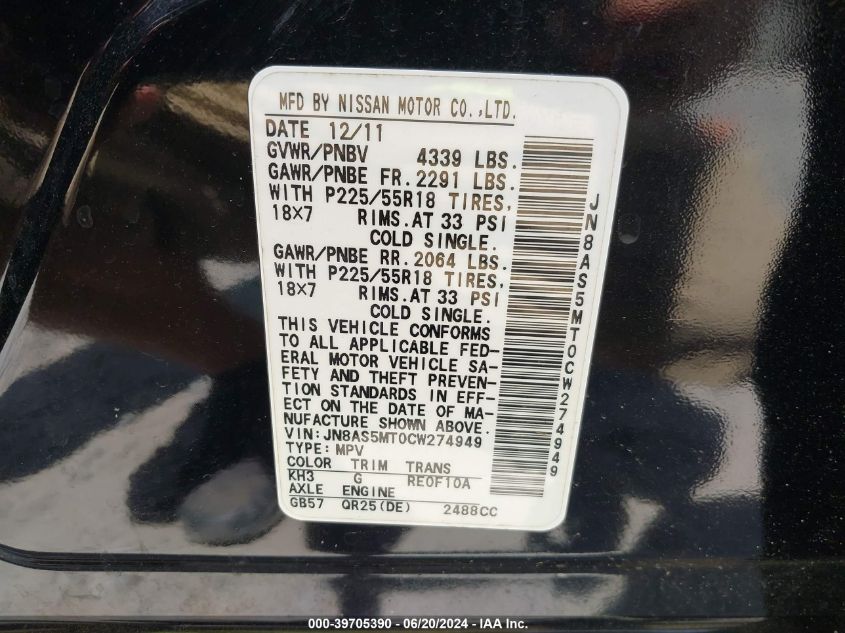 MFD BY NISSAN MOTOR CO.,LTD.
DATE 12/11
GVWR/PNBV 4339 LBS.
GAWR/PNBE FR. 2291 LBS.
WITH P225/55R18 TIRES,
18×7 RIMS.AT 33 PSI
COLD SINGLE.
GAWR/PNBE RR. 2064 LBS.
WITH P225/55R18 TIRES,
18×7 RIMS.AT 33 PSI
COLD SINGLE.
THIS VEHICLE CONFORMS
TO ALL APPLICABLE FED-
ERAL MOTOR VEHICLE SA-
FETY AND THEFT PREVEN-
TION STANDARDS IN EFF-
ECT ON THE DATE OF MA-
NUFACTURE SHOWN ABOVE.
VIN:JN8AS5MT0CW274949
TYPE:MPV
COLOR TRIM TRANS
KH3 G RE0F10A
AXLE ENGINE
GB57 QR25(DE) 2488CC
JN8AS5MT0CW274949
000-39705390 - 06/20/2024 - IAA Inc.